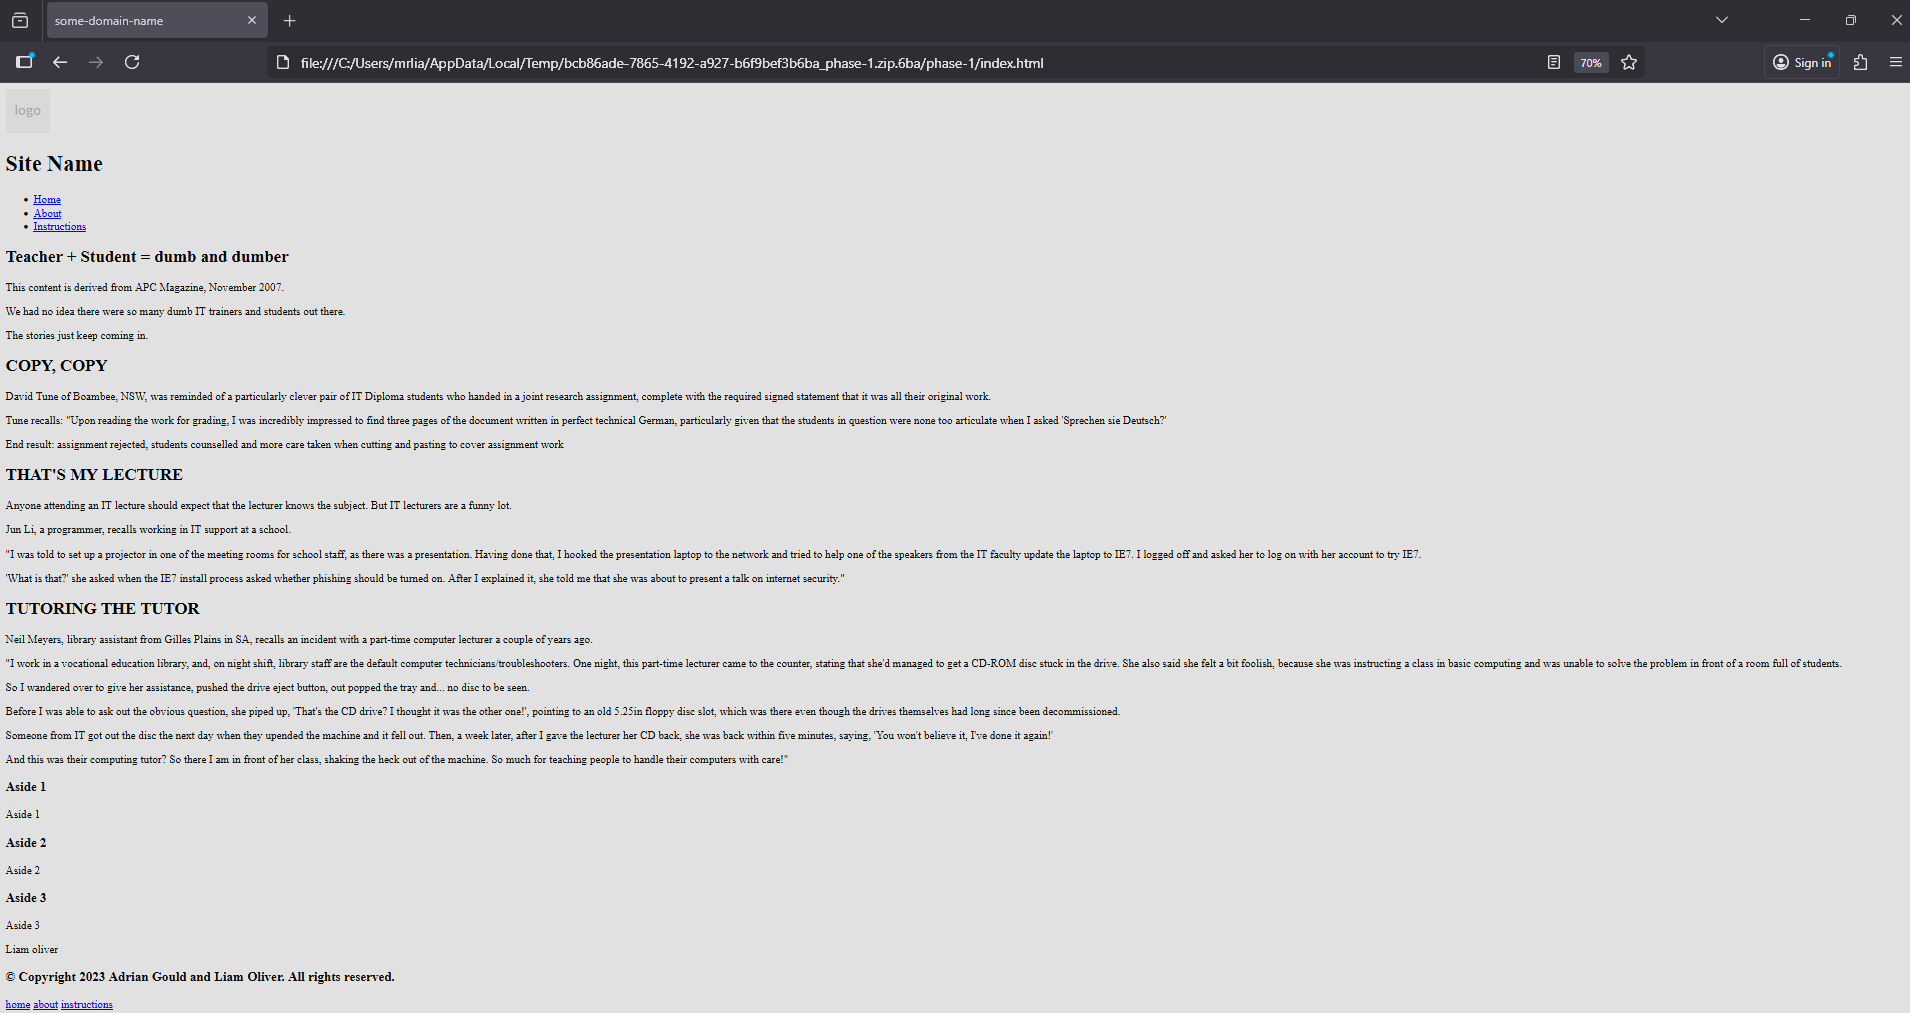 some-domain-name
file:///C:/Users/mrlia/AppData/Local/Temp/bcb86ade-7865-4192-a927-b6f9bef3b6ba_phase-1.zip.6ba/phase-1/index.html
70%
Sign in
logo
Site Name
Home
About
Instructions
Teacher + Student = dumb and dumber
This content is derived from APC Magazine, November 2007.
We had no idea there were so many dumb IT trainers and students out there.
The stories just keep coming in.
COPY, COPY
David Tune of Boambee, NSW, was reminded of a particularly clever pair of IT Diploma students who handed in a joint research assignment, complete with the required signed statement that it was all their original work.
Tune recalls: "Upon reading the work for grading, I was incredibly impressed to find three pages of the document written in perfect technical German, particularly given that the students in question were none too articulate when I asked 'Sprechen sie Deutsch?'
End result: assignment rejected, students counselled and more care taken when cutting and pasting to cover assignment work
THAT'S MY LECTURE
Anyone attending an IT lecture should expect that the lecturer knows the subject. But IT lecturers are a funny lot.
Jun Li, a programmer, recalls working in IT support at a school.
"I was told to set up a projector in one of the meeting rooms for school staff, as there was a presentation. Having done that, I hooked the presentation laptop to the network and tried to help one of the speakers from the IT faculty update the laptop to IE7. I logged off and asked her to log on with her account to try IE7.
'What is that?' she asked when the IE7 install process asked whether phishing should be turned on. After I explained it, she told me that she was about to present a talk on internet security."
TUTORING THE TUTOR
Neil Meyers, library assistant from Gilles Plains in SA, recalls an incident with a part-time computer lecturer a couple of years ago.
"I work in a vocational education library, and, on night shift, library staff are the default computer technicians/troubleshooters. One night, this part-time lecturer came to the counter, stating that she'd managed to get a CD-ROM disc stuck in the drive. She also said she felt a bit foolish, because she was instructing a class in basic computing and was unable to solve the problem in front of a room full of students.
So I wandered over to give her assistance, pushed the drive eject button, out popped the tray and... no disc to be seen.
Before I was able to ask out the obvious question, she piped up, 'That's the CD drive? I thought it was the other one!', pointing to an old 5.25in floppy disc slot, which was there even though the drives themselves had long since been decommissioned.
Someone from IT got out the disc the next day when they upended the machine and it fell out. Then, a week later, after I gave the lecturer her CD back, she was back within five minutes, saying, 'You won't believe it, I've done it again!'
And this was their computing tutor? So there I am in front of her class, shaking the heck out of the machine. So much for teaching people to handle their computers with care!"
Aside 1
Aside 1
Aside 2
Aside 2
Aside 3
Aside 3
Liam oliver
© Copyright 2023 Adrian Gould and Liam Oliver. All rights reserved.
home about instructions